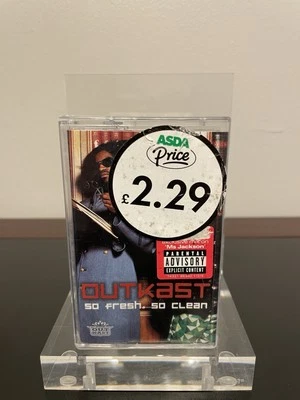 ASDA
Price
£2.29
'Ms Jackson'
PARENTAL
ADVISORY
EXPLICIT CONTENT
OUTKAST
so fresh, so clean